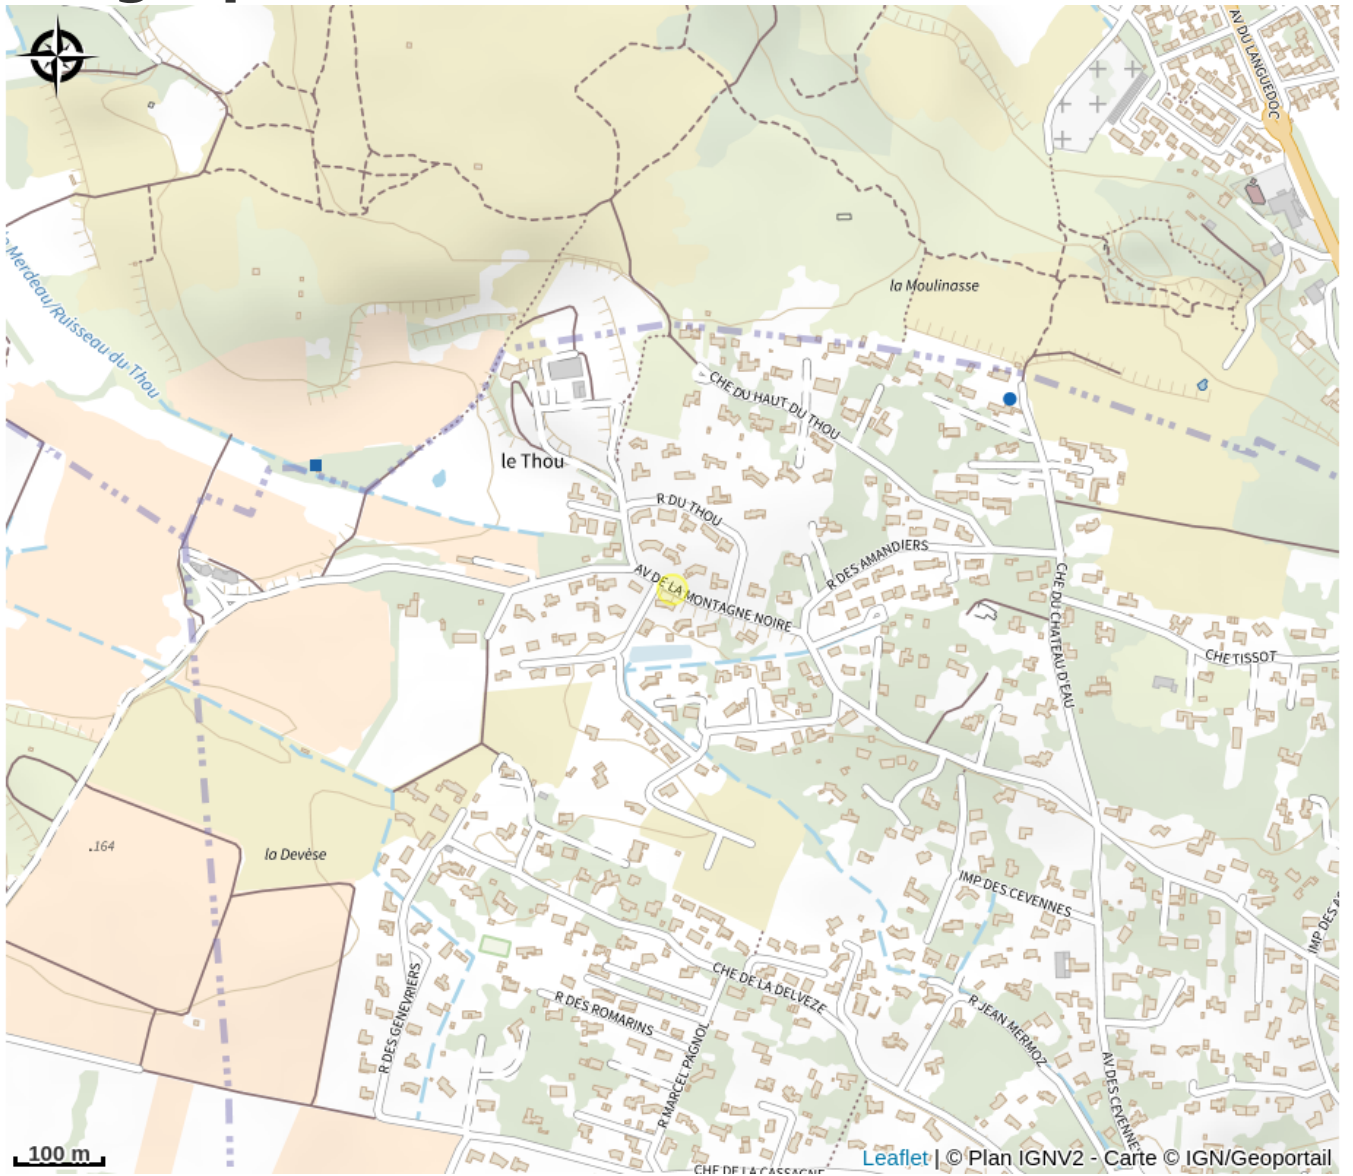 AV DU LANGUEDOC
le Merdeau/Ruisseau du Thou
la Moulinasse
CHE DU HAUT DU THOU
le Thou
R DU THOU
R DES AMANDIERS
AV DE LA MONTAGNE NOIRE
CHE DU CHATEAU D'EAU
CHE TISSOT
.164
la Devèse
IMP DES CEVENNES
IMP DES
CHE DE LA DELVEZE
R DES GENEVRIERS
R DES ROMARINS
R MARCEL PAGNOL
R JEAN MERMOZ
AV DES CEVENNES
100 m
CHE DE LA CASSAGNE
Leaflet | © Plan IGNV2 - Carte © IGN/Geoportail